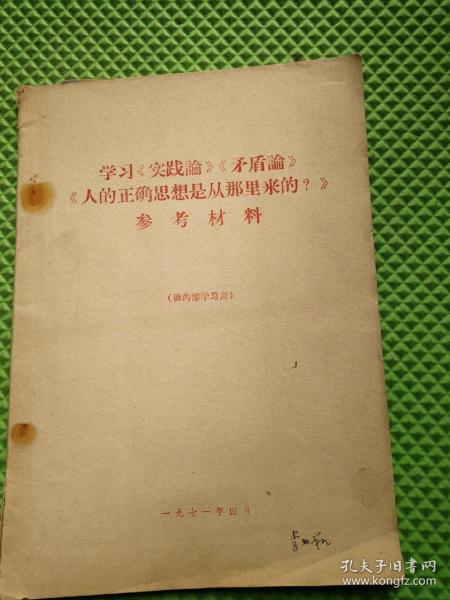 学习《实践論》《矛盾論》
《人的正确思想是从那里来的？》
参考材料
（供內部学习用）
一九七一年四月
孔夫子旧书网
www.kongfz.com